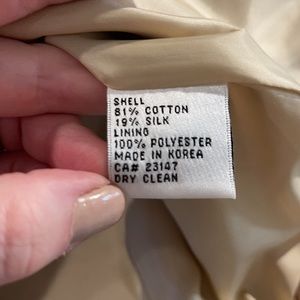 SHELL
81% COTTON
19% SILK
LINING
100% POLYESTER
MADE IN KOREA
CA# 23147
DRY CLEAN